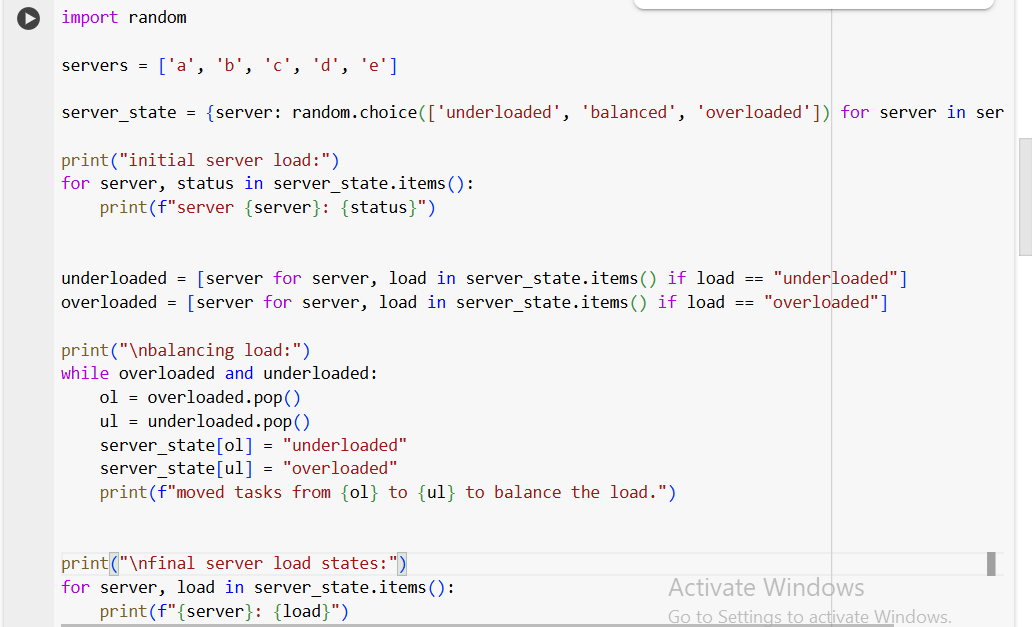 import random
servers = ['a', 'b', 'c', 'd', 'e']
server_state = {server: random.choice(['underloaded', 'balanced', 'overloaded']) for server in ser
print("initial server load:")
for server, status in server_state.items():
    print(f"server {server}: {status}")
underloaded = [server for server, load in server_state.items() if load == "underloaded"]
overloaded = [server for server, load in server_state.items() if load == "overloaded"]
print("\nbalancing load:")
while overloaded and underloaded:
    ol = overloaded.pop()
    ul = underloaded.pop()
    server_state[ol] = "underloaded"
    server_state[ul] = "overloaded"
    print(f"moved tasks from {ol} to {ul} to balance the load.")
print("\nfinal server load states:")
for server, load in server_state.items():
    print(f"{server}: {load}")
Activate Windows
Go to Settings to activate Windows.